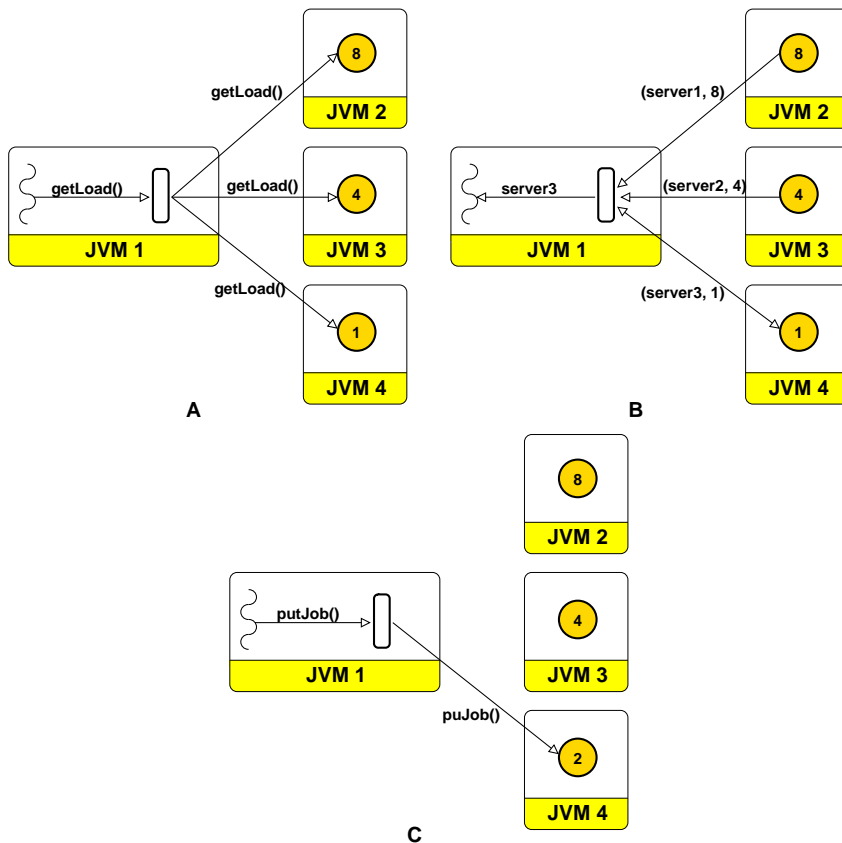 8
getLoad()
JVM 2
getLoad()
getLoad()
4
JVM 1
JVM 3
getLoad()
1
JVM 4
A
8
(server1, 8)
JVM 2
server3
(server2, 4)
4
JVM 1
JVM 3
(server3, 1)
1
JVM 4
B
8
JVM 2
putJob()
4
JVM 1
JVM 3
puJob()
2
JVM 4
C